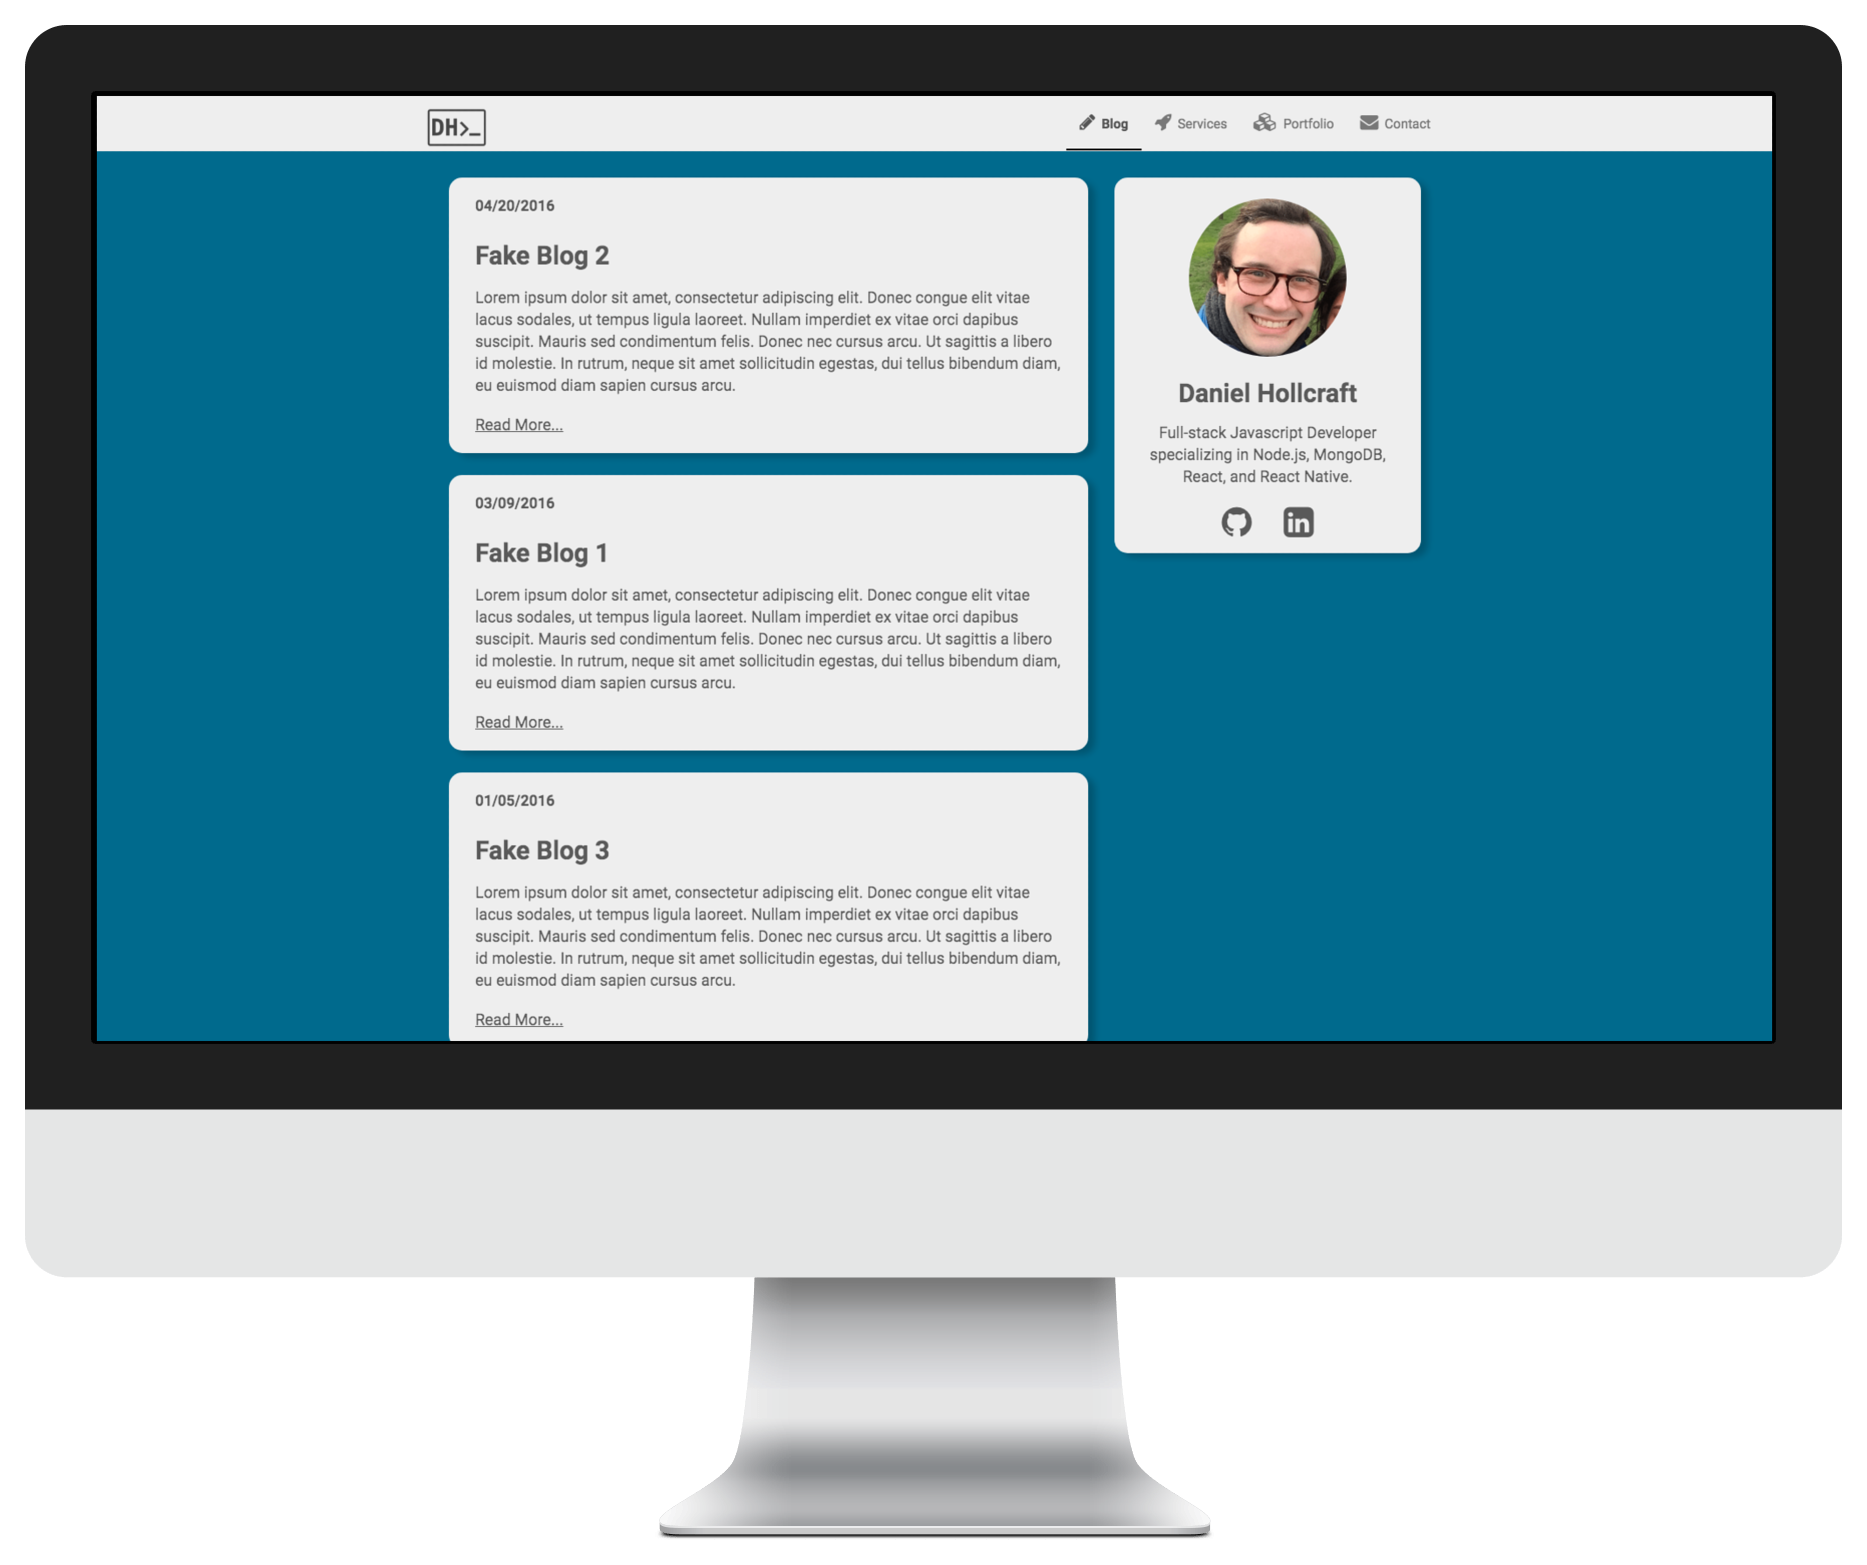 DH>_
Blog
Services
Portfolio
Contact
04/20/2016
Fake Blog 2
Lorem ipsum dolor sit amet, consectetur adipiscing elit. Donec congue elit vitae
lacus sodales, ut tempus ligula laoreet. Nullam imperdiet ex vitae orci dapibus
suscipit. Mauris sed condimentum felis. Donec nec cursus arcu. Ut sagittis a libero
id molestie. In rutrum, neque sit amet sollicitudin egestas, dui tellus bibendum diam,
eu euismod diam sapien cursus arcu.
Read More...
03/09/2016
Fake Blog 1
Lorem ipsum dolor sit amet, consectetur adipiscing elit. Donec congue elit vitae
lacus sodales, ut tempus ligula laoreet. Nullam imperdiet ex vitae orci dapibus
suscipit. Mauris sed condimentum felis. Donec nec cursus arcu. Ut sagittis a libero
id molestie. In rutrum, neque sit amet sollicitudin egestas, dui tellus bibendum diam,
eu euismod diam sapien cursus arcu.
Read More...
01/05/2016
Fake Blog 3
Lorem ipsum dolor sit amet, consectetur adipiscing elit. Donec congue elit vitae
lacus sodales, ut tempus ligula laoreet. Nullam imperdiet ex vitae orci dapibus
suscipit. Mauris sed condimentum felis. Donec nec cursus arcu. Ut sagittis a libero
id molestie. In rutrum, neque sit amet sollicitudin egestas, dui tellus bibendum diam,
eu euismod diam sapien cursus arcu.
Read More...
Daniel Hollcraft
Full-stack Javascript Developer
specializing in Node.js, MongoDB,
React, and React Native.
in